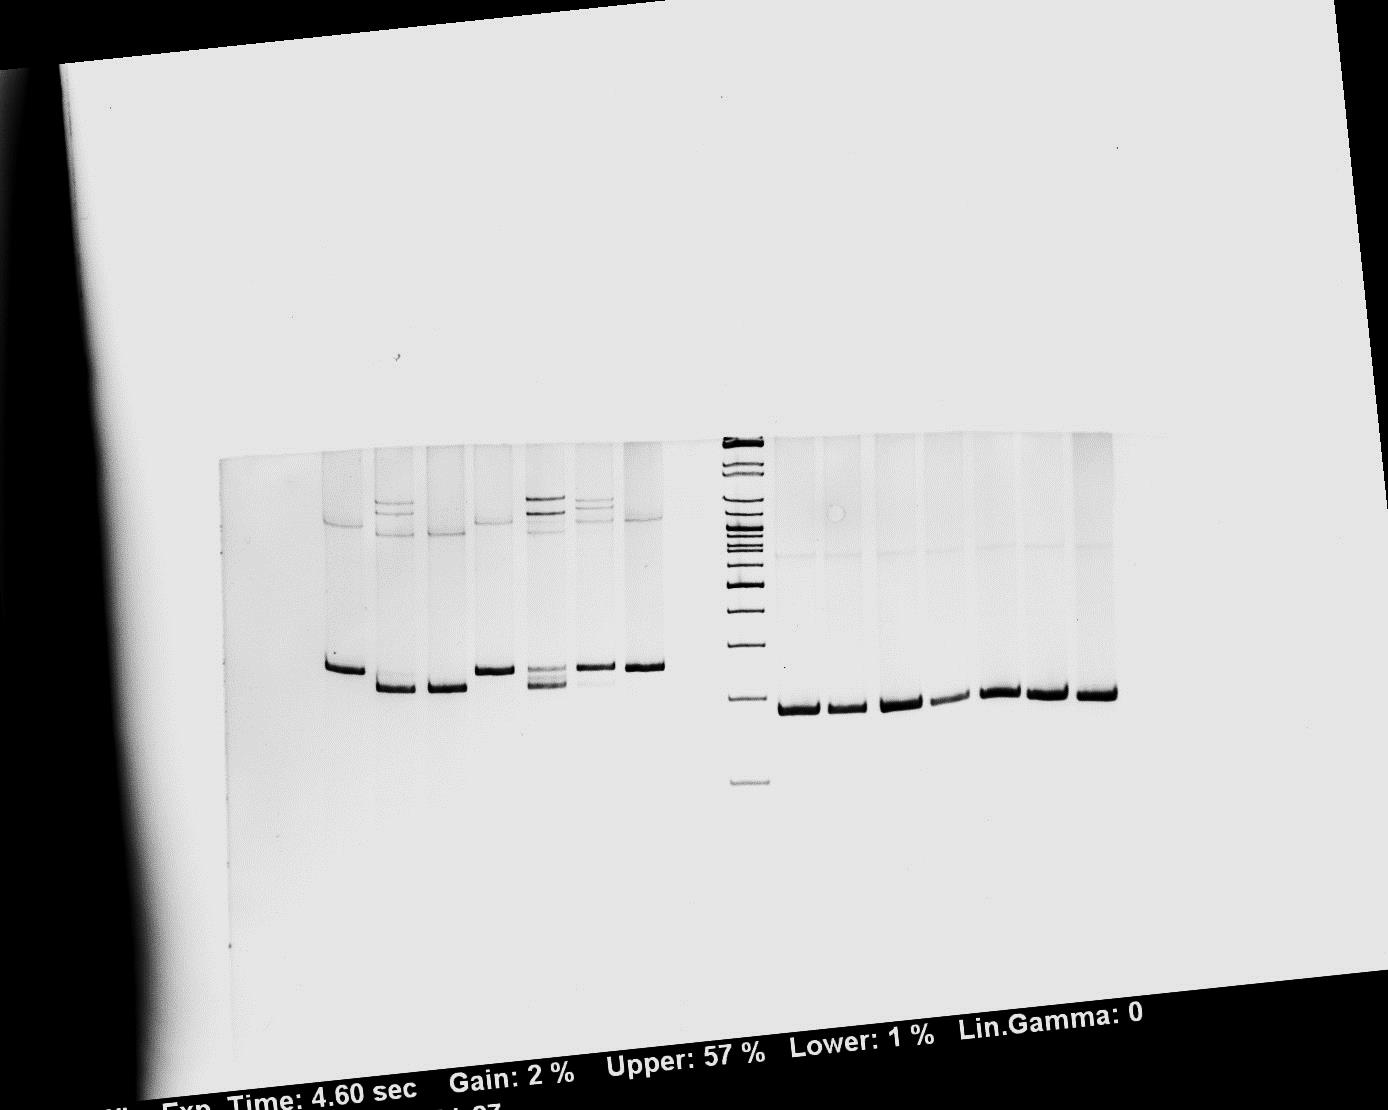 Exp. Time: 4.60 sec Gain: 2 % Upper: 57 % Lower: 1 % Lin.Gamma: 0